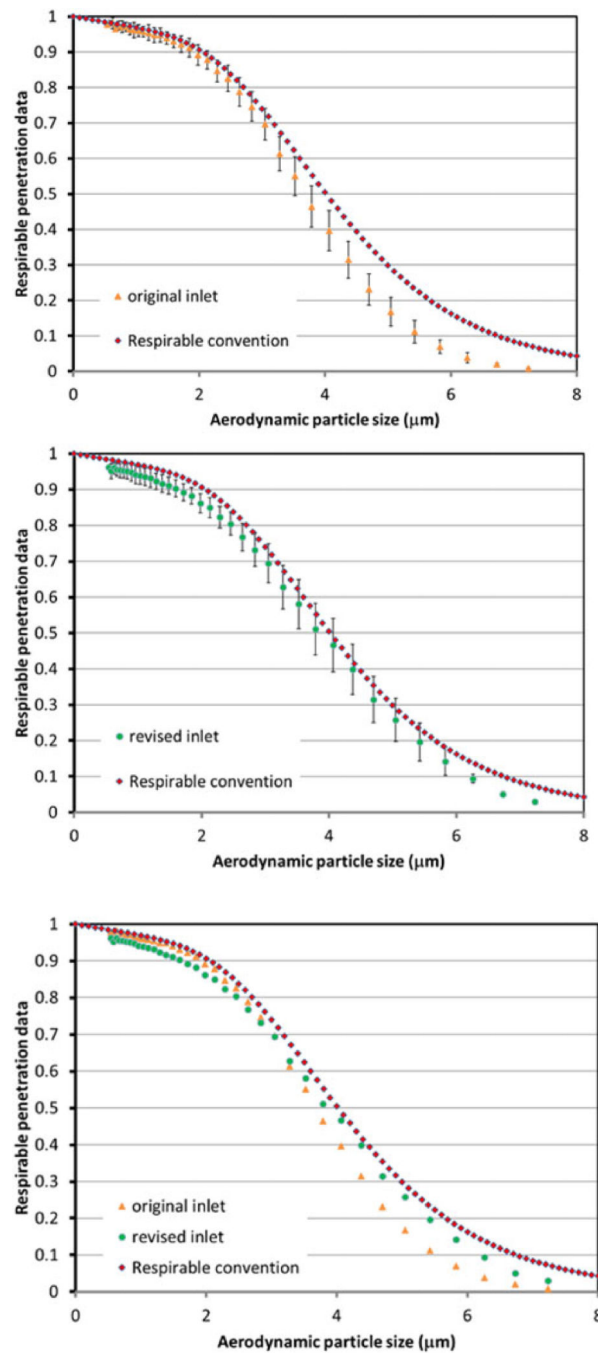 1
0.9
0.8
0.7
0.6
0.5
0.4
0.3
0.2
0.1
0
Respirable penetration data
original inlet
Respirable convention
0 2 4 6 8
Aerodynamic particle size (μm)
1
0.9
0.8
0.7
0.6
0.5
0.4
0.3
0.2
0.1
0
Respirable penetration data
revised inlet
Respirable convention
0 2 4 6 8
Aerodynamic particle size (μm)
1
0.9
0.8
0.7
0.6
0.5
0.4
0.3
0.2
0.1
0
Respirable penetration data
original inlet
revised inlet
Respirable convention
0 2 4 6 8
Aerodynamic particle size (μm)